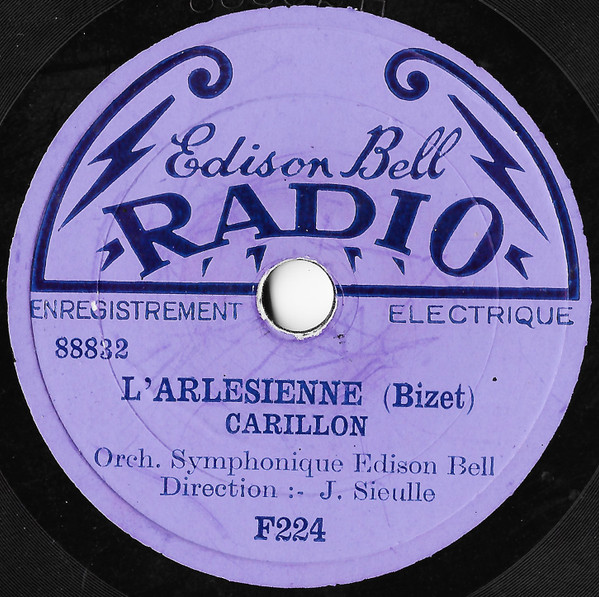 Edison Bell
RADIO
ENREGISTREMENT ELECTRIQUE
88832
L'ARLESIENNE (Bizet)
CARILLON
Orch. Symphonique Edison Bell
Direction :- J. Sieulle
F224